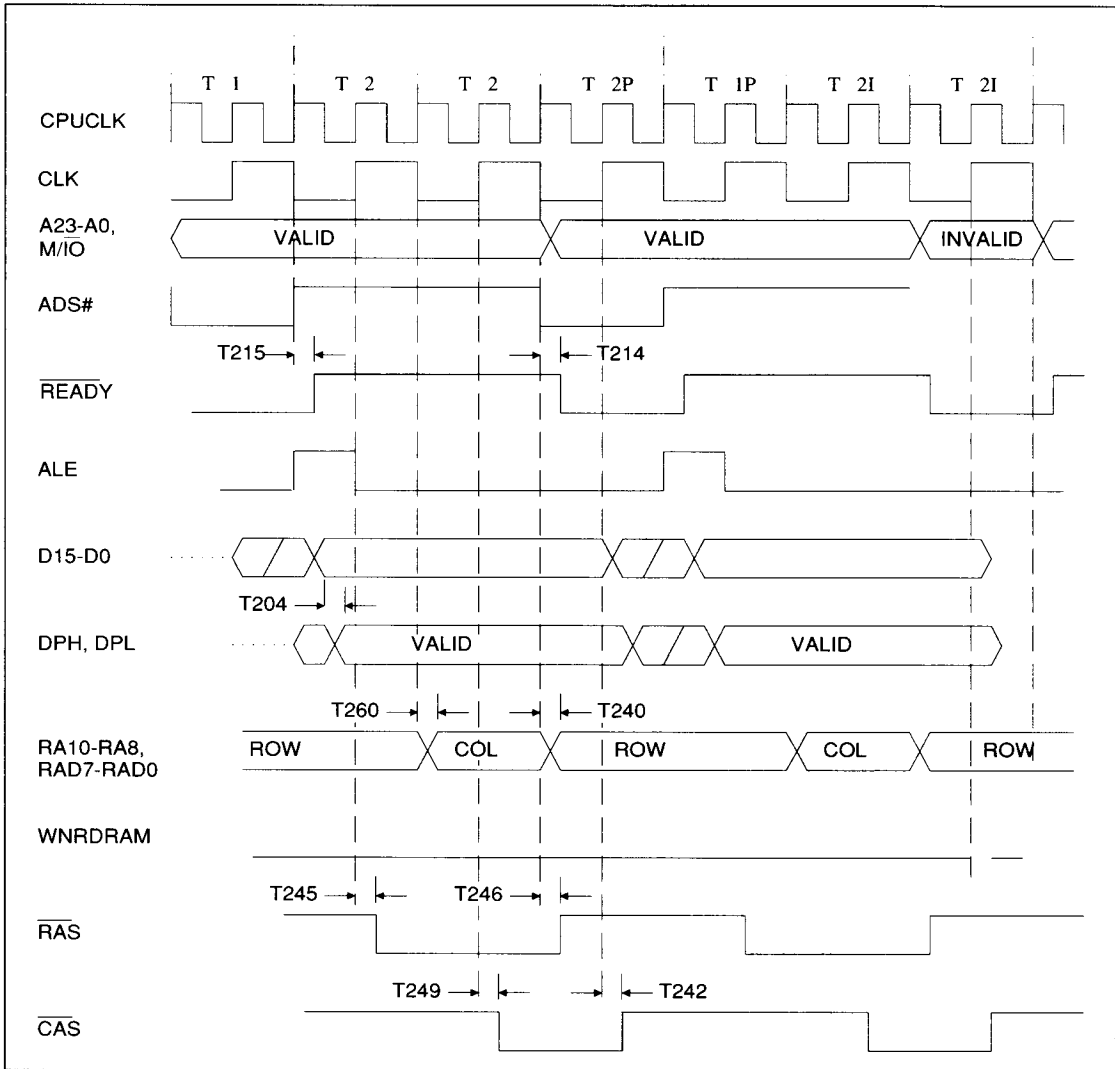 T 1 T 2 T 2 T 2P T 1P T 2I T 2I
CPUCLK
CLK
A23-A0,
M/IO
VALID VALID INVALID
ADS#
T215 T214
READY
ALE
D15-D0
T204
DPH, DPL VALID VALID
T260 T240
RA10-RA8,
RAD7-RAD0
ROW COL ROW COL ROW
WNRDRAM
T245 T246
RAS
T249 T242
CAS